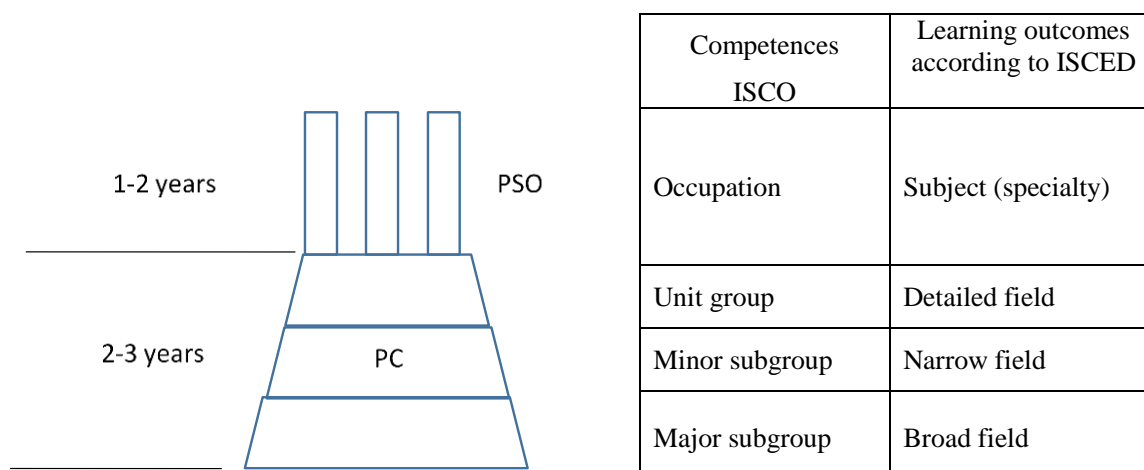 1-2 years
PSO
2-3 years
PC
Competences
ISCO
Learning outcomes
according to ISCED
Occupation
Subject (specialty)
Unit group
Detailed field
Minor subgroup
Narrow field
Major subgroup
Broad field